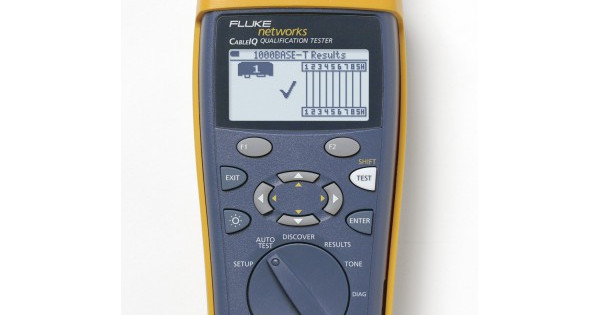 FLUKE
networks
CABLEIQ QUALIFICATION TESTER
1000BASE-T Results
1
12345678SH
12345678SH
F1
F2
SHIFT
EXIT
TEST
ENTER
AUTO
TEST
DISCOVER
RESULTS
SETUP
TONE
DIAG